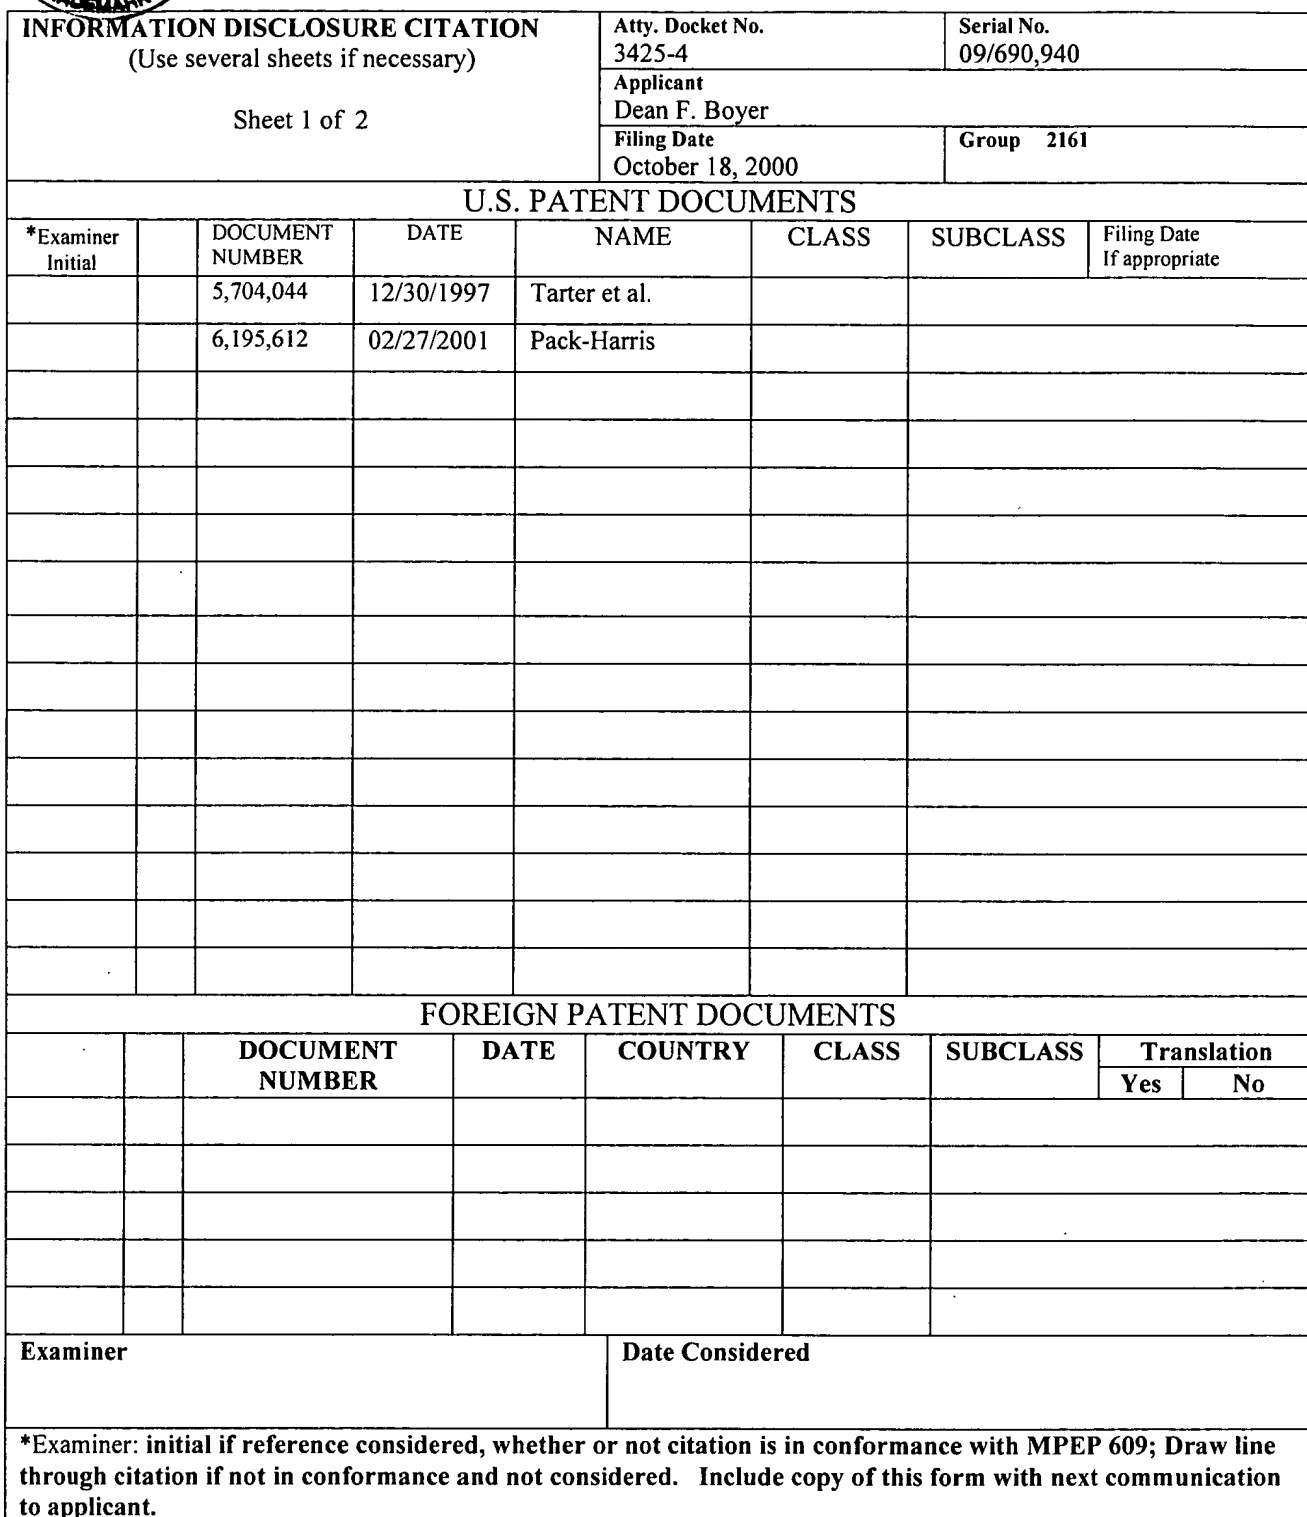 INFORMATION DISCLOSURE CITATION
(Use several sheets if necessary)
Sheet 1 of 2
Atty. Docket No.
3425-4
Serial No.
09/690,940
Applicant
Dean F. Boyer
Filing Date
October 18, 2000
Group 2161
U.S. PATENT DOCUMENTS
*Examiner
Initial
DOCUMENT
NUMBER
DATE
NAME
CLASS
SUBCLASS
Filing Date
If appropriate
5,704,044 12/30/1997 Tarter et al.
6,195,612 02/27/2001 Pack-Harris
FOREIGN PATENT DOCUMENTS
DOCUMENT
NUMBER
DATE
COUNTRY
CLASS
SUBCLASS
Translation
Yes No
Examiner
Date Considered
*Examiner: initial if reference considered, whether or not citation is in conformance with MPEP 609; Draw line
through citation if not in conformance and not considered. Include copy of this form with next communication
to applicant.